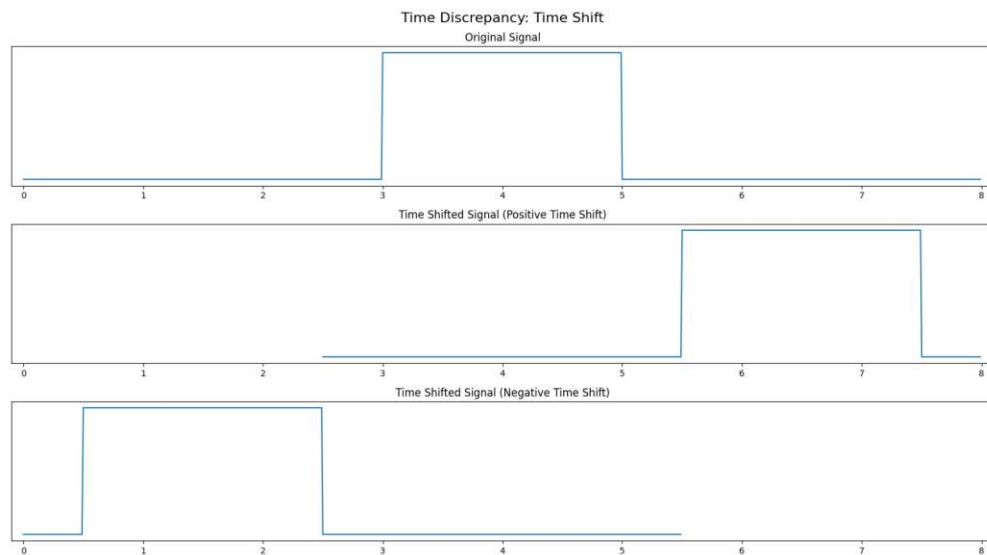 Time Discrepancy: Time Shift
Original Signal
0 1 2 3 4 5 6 7 8
Time Shifted Signal (Positive Time Shift)
0 1 2 3 4 5 6 7 8
Time Shifted Signal (Negative Time Shift)
0 1 2 3 4 5 6 7 8